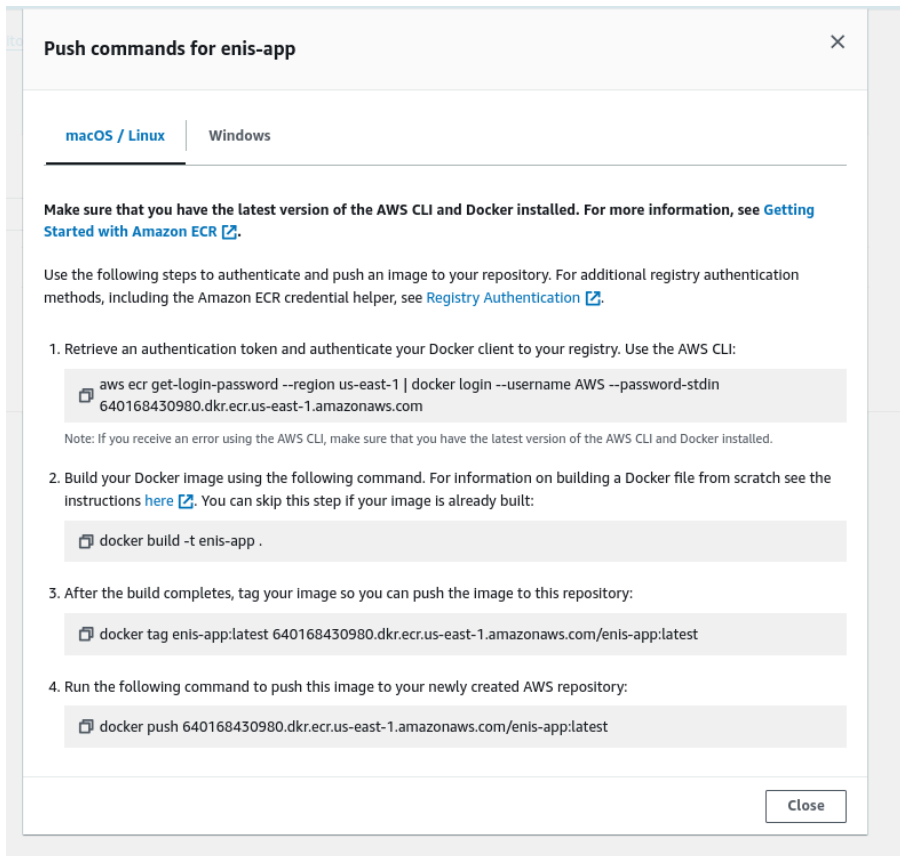 Push commands for enis-app
macOS / Linux
Windows
Make sure that you have the latest version of the AWS CLI and Docker installed. For more information, see Getting
Started with Amazon ECR.
Use the following steps to authenticate and push an image to your repository. For additional registry authentication
methods, including the Amazon ECR credential helper, see Registry Authentication.
1. Retrieve an authentication token and authenticate your Docker client to your registry. Use the AWS CLI:
aws ecr get-login-password --region us-east-1 | docker login --username AWS --password-stdin
640168430980.dkr.ecr.us-east-1.amazonaws.com
Note: If you receive an error using the AWS CLI, make sure that you have the latest version of the AWS CLI and Docker installed.
2. Build your Docker image using the following command. For information on building a Docker file from scratch see the
instructions here. You can skip this step if your image is already built:
docker build -t enis-app .
3. After the build completes, tag your image so you can push the image to this repository:
docker tag enis-app:latest 640168430980.dkr.ecr.us-east-1.amazonaws.com/enis-app:latest
4. Run the following command to push this image to your newly created AWS repository:
docker push 640168430980.dkr.ecr.us-east-1.amazonaws.com/enis-app:latest
Close